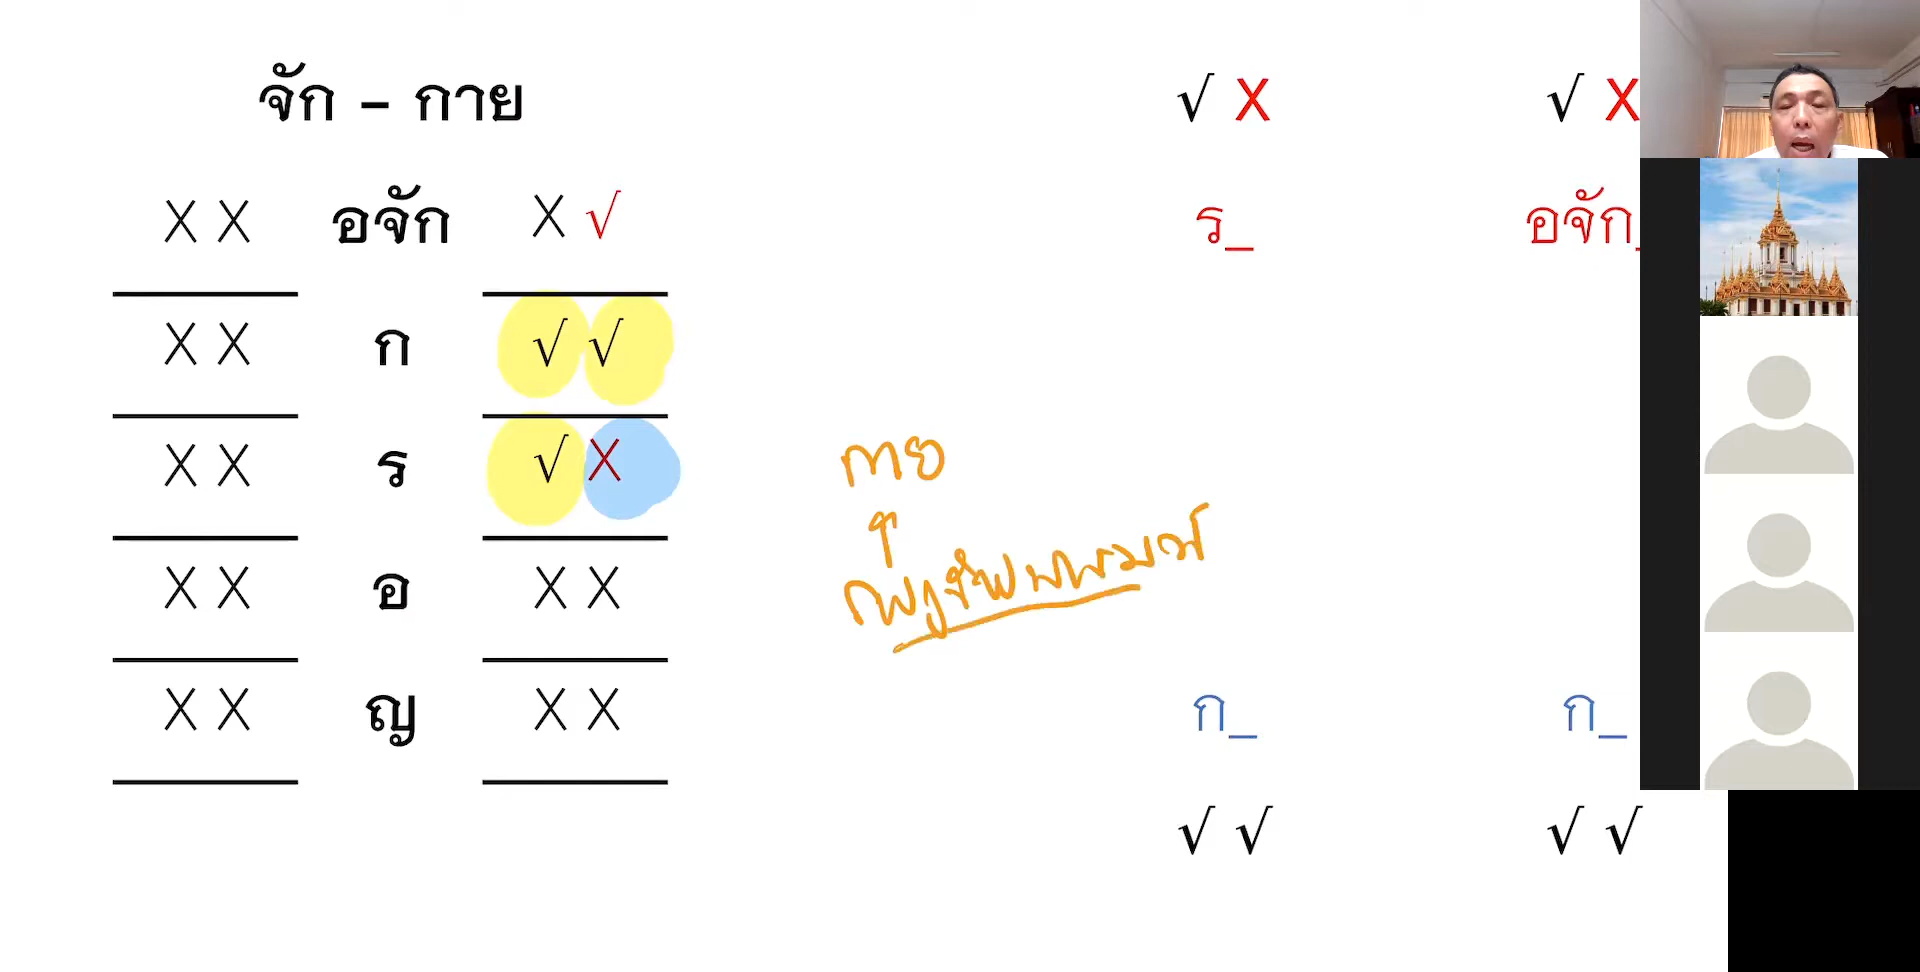 จัก – กาย
√ X
√ X
X X อจัก X √
ร_
อจัก_
X X ก √ √
X X ร √ X
กาย
↑
X X อ X X
X X ญ X X
ก_
ก_
√ √
√ √